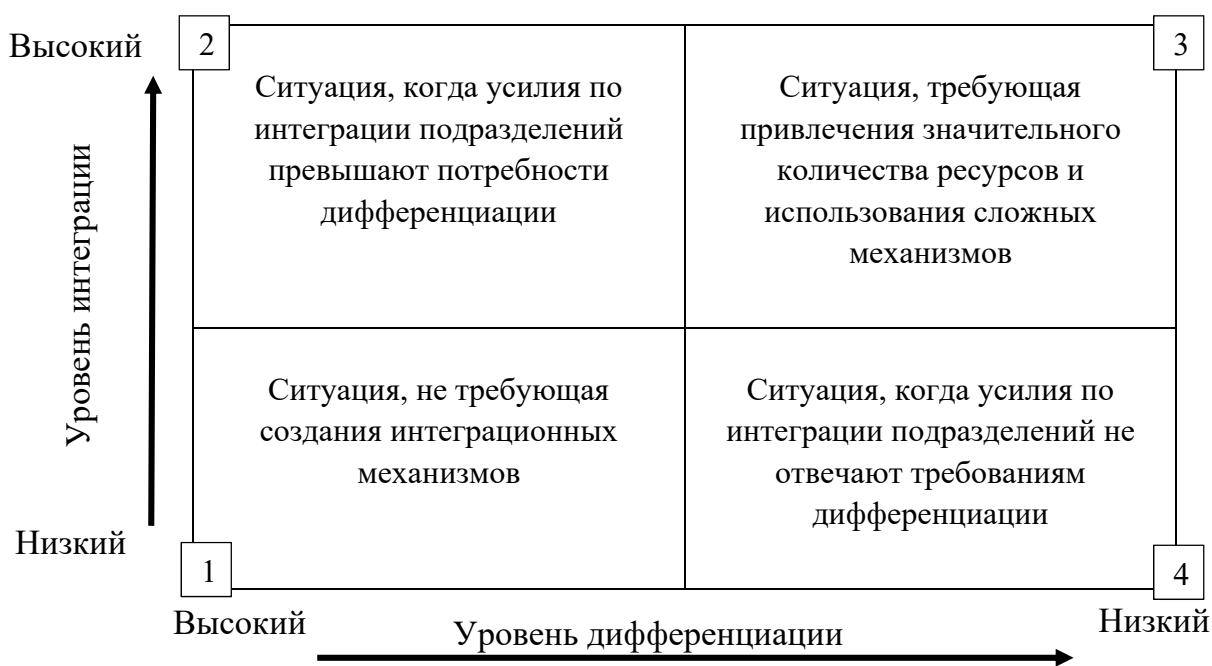 Высокий
2
3
Ситуация, когда усилия по
интеграции подразделений
превышают потребности
дифференциации
Ситуация, требующая
привлечения значительного
количества ресурсов и
использования сложных
механизмов
Уровень интеграции
Ситуация, не требующая
создания интеграционных
механизмов
Ситуация, когда усилия по
интеграции подразделений не
отвечают требованиям
дифференциации
Низкий
1
4
Высокий
Уровень дифференциации
Низкий